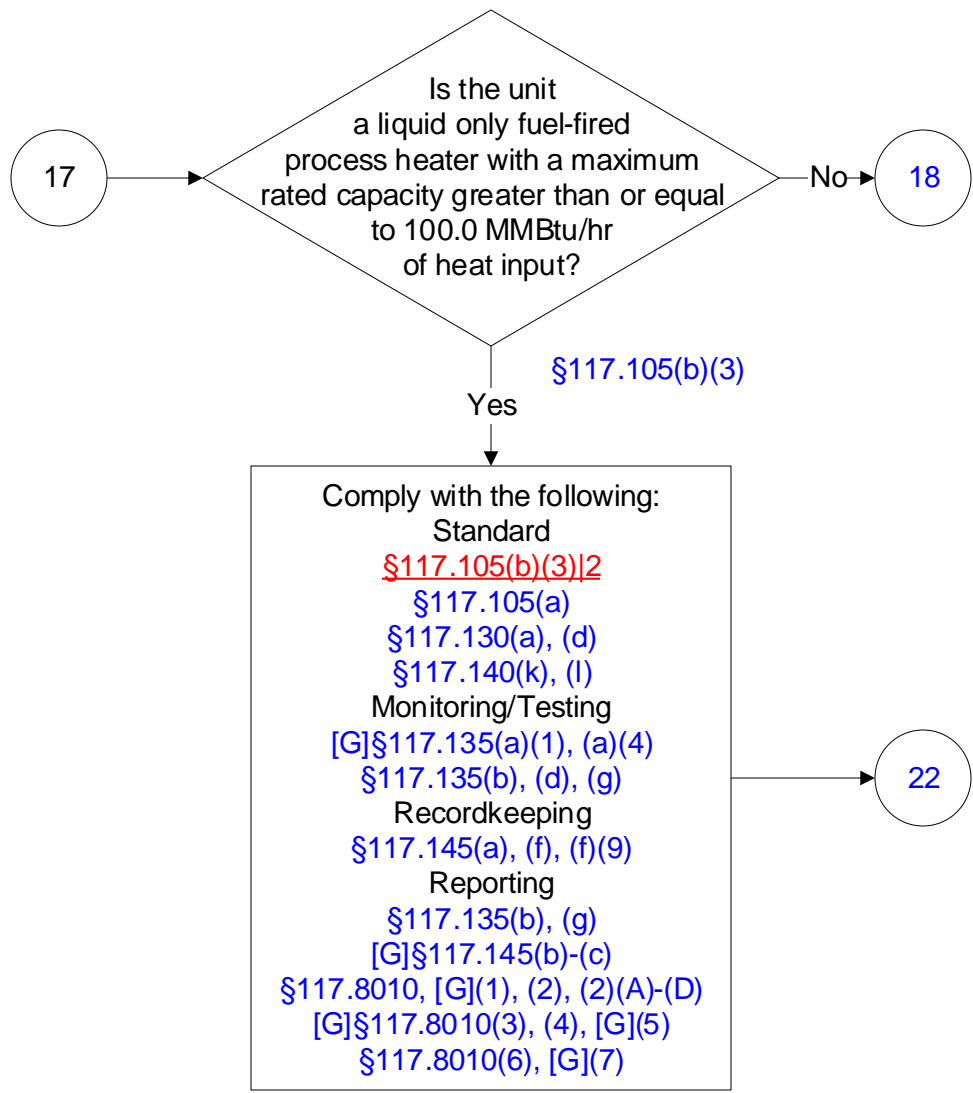 Is the unit
a liquid only fuel-fired
process heater with a maximum
rated capacity greater than or equal
to 100.0 MMBtu/hr
of heat input?
17
No
18
§117.105(b)(3)
Yes
Comply with the following:
Standard
§117.105(b)(3)|2
§117.105(a)
§117.130(a), (d)
§117.140(k), (l)
Monitoring/Testing
[G]§117.135(a)(1), (a)(4)
§117.135(b), (d), (g)
Recordkeeping
§117.145(a), (f), (f)(9)
Reporting
§117.135(b), (g)
[G]§117.145(b)-(c)
§117.8010, [G](1), (2), (2)(A)-(D)
[G]§117.8010(3), (4), [G](5)
§117.8010(6), [G](7)
22